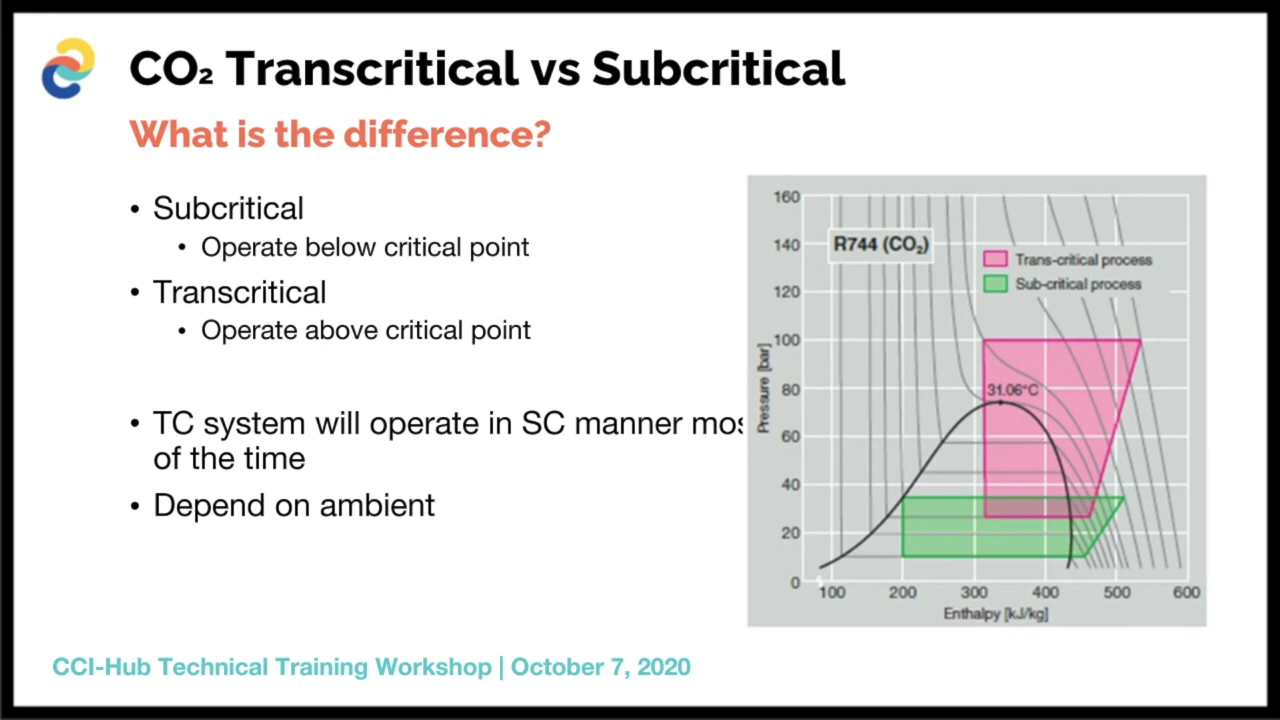 CO₂ Transcritical vs Subcritical
What is the difference?
• Subcritical
• Operate below critical point
• Transcritical
• Operate above critical point
• TC system will operate in SC manner mos
of the time
• Depend on ambient
160
140
120
100
80
60
40
20
0
Pressure [bar]
R744 (CO₂)
Trans-critical process
Sub-critical process
31.06°C
100 200 300 400 500 600
Enthalpy [kJ/kg]
CCI-Hub Technical Training Workshop | October 7, 2020